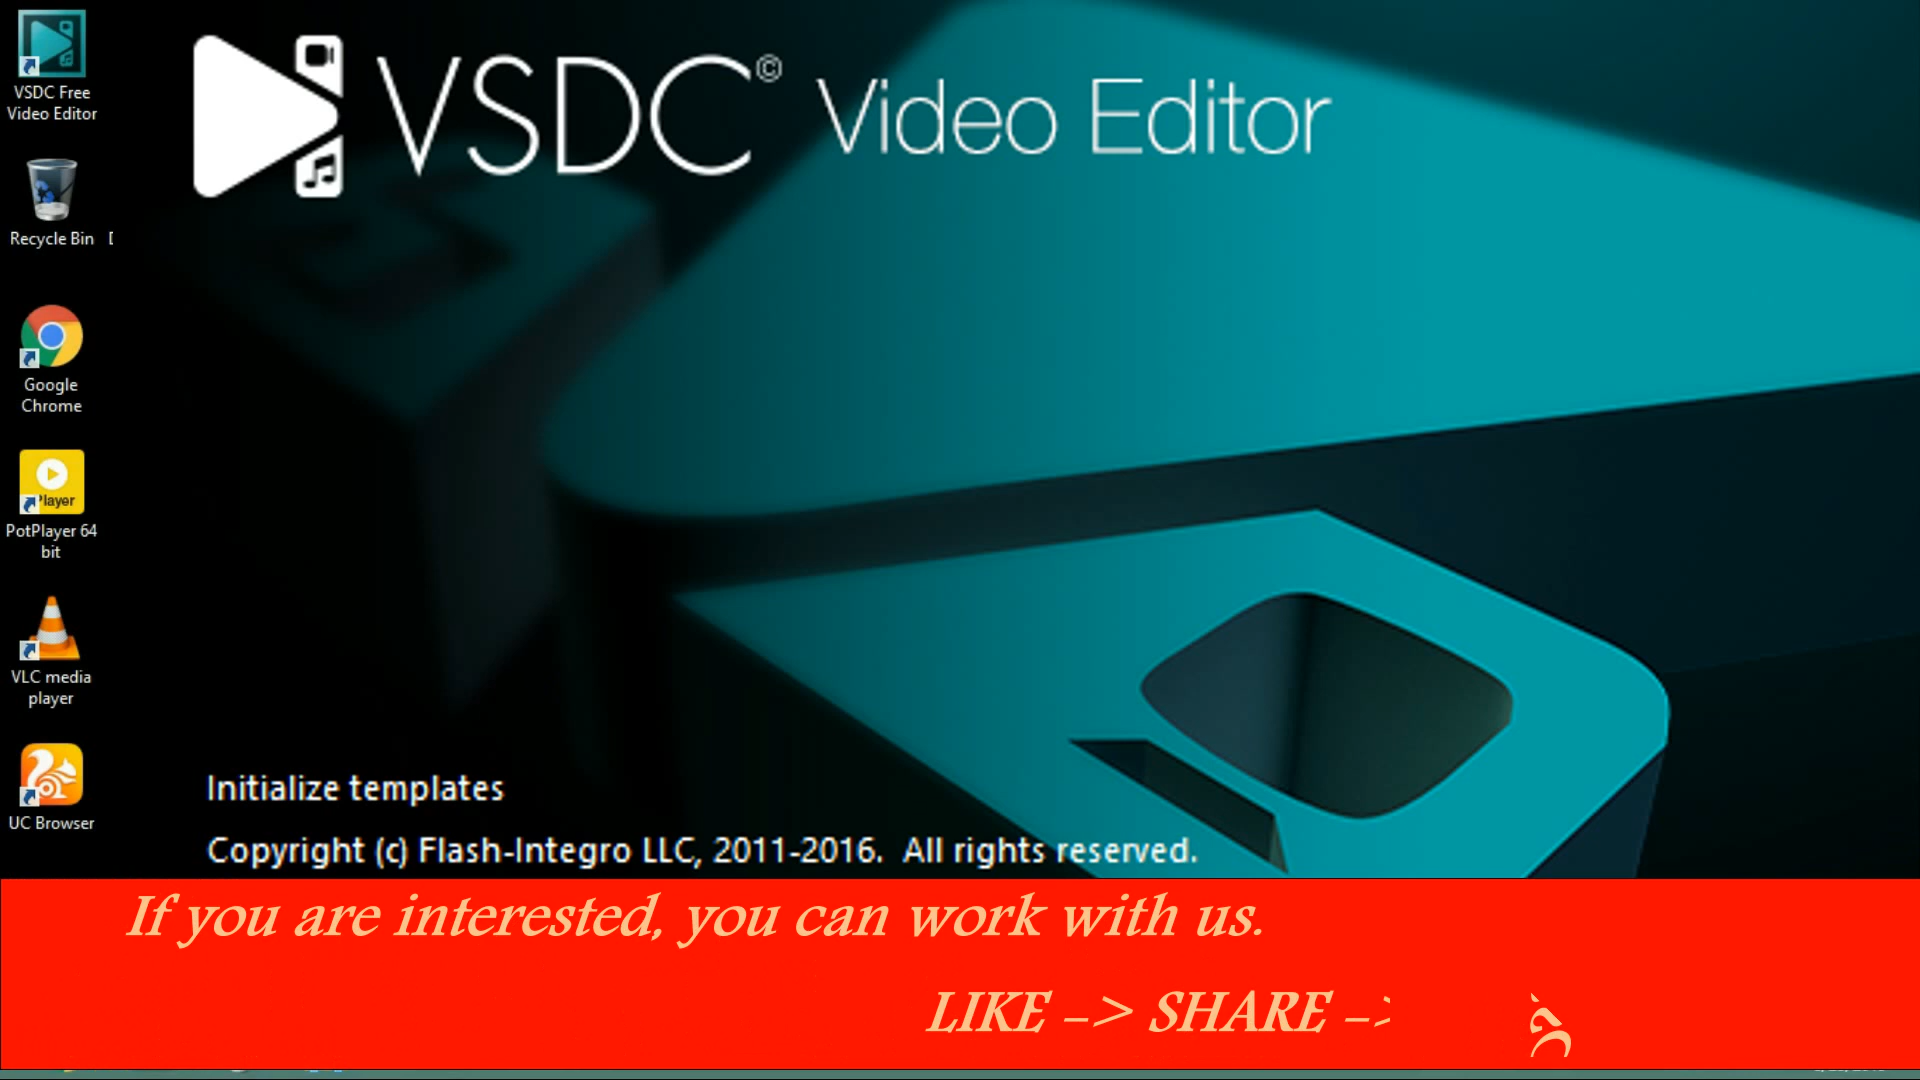 VSDC© Video Editor
VSDC Free
Video Editor
Recycle Bin
Google
Chrome
Player
PotPlayer 64
bit
VLC media
player
UC Browser
Initialize templates
Copyright (c) Flash-Integro LLC, 2011-2016. All rights reserved.
If you are interested, you can work with us.
LIKE –> SHARE –>